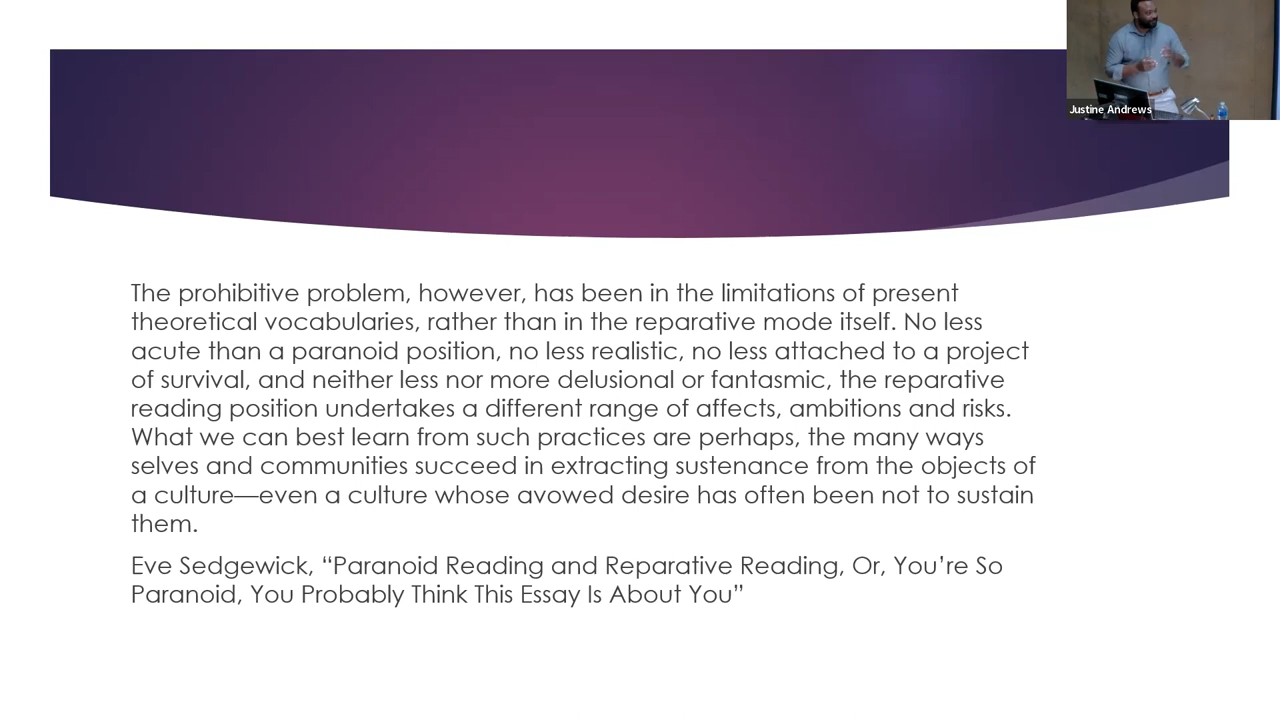 Justine Andrews
The prohibitive problem, however, has been in the limitations of present
theoretical vocabularies, rather than in the reparative mode itself. No less
acute than a paranoid position, no less realistic, no less attached to a project
of survival, and neither less nor more delusional or fantasmic, the reparative
reading position undertakes a different range of affects, ambitions and risks.
What we can best learn from such practices are perhaps, the many ways
selves and communities succeed in extracting sustenance from the objects of
a culture—even a culture whose avowed desire has often been not to sustain
them.
Eve Sedgewick, “Paranoid Reading and Reparative Reading, Or, You’re So
Paranoid, You Probably Think This Essay Is About You”